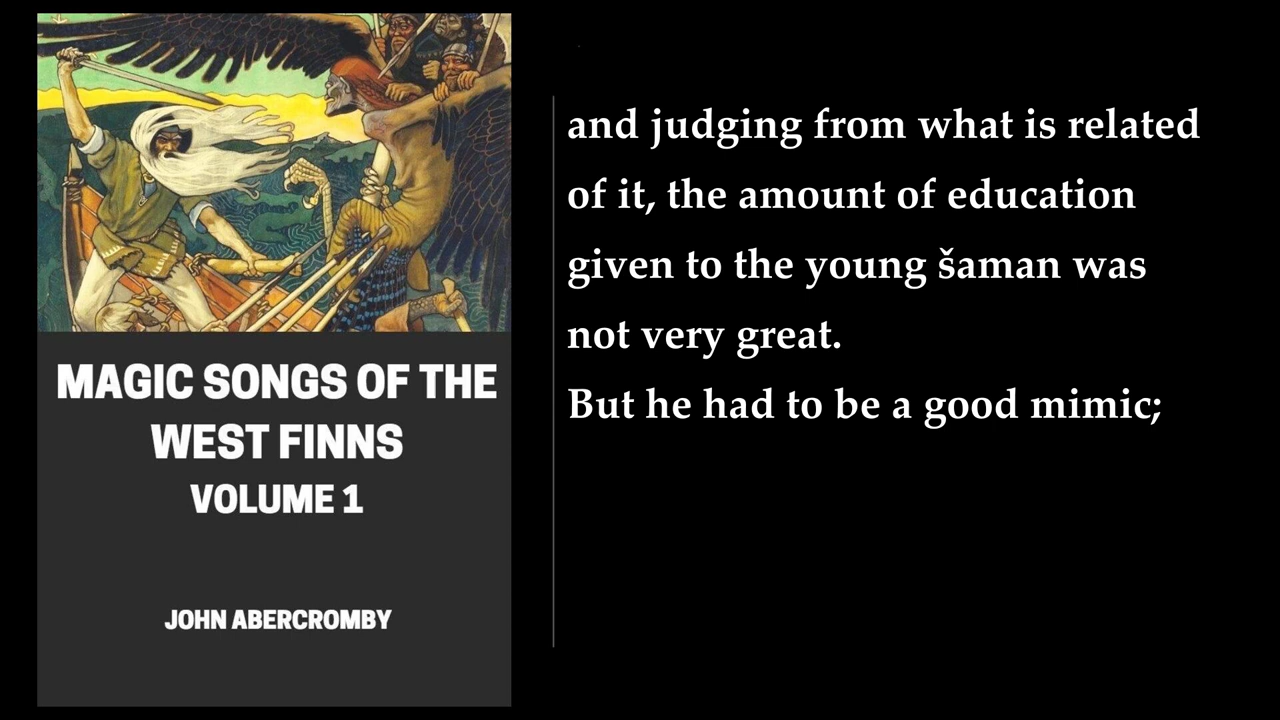 MAGIC SONGS OF THE
WEST FINNS
VOLUME 1
JOHN ABERCROMBY
and judging from what is related
of it, the amount of education
given to the young šaman was
not very great.
But he had to be a good mimic;